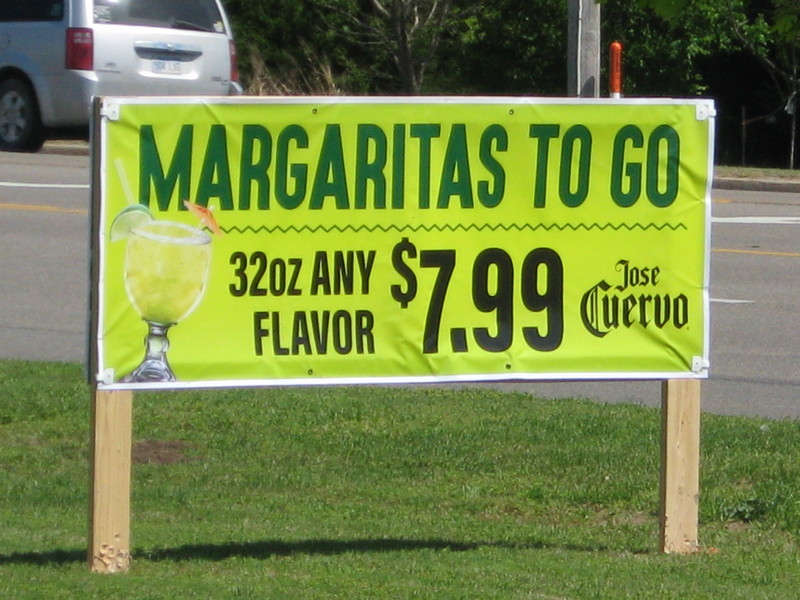 MARGARITAS TO GO
32oz ANY FLAVOR
$7.99
Jose Cuervo